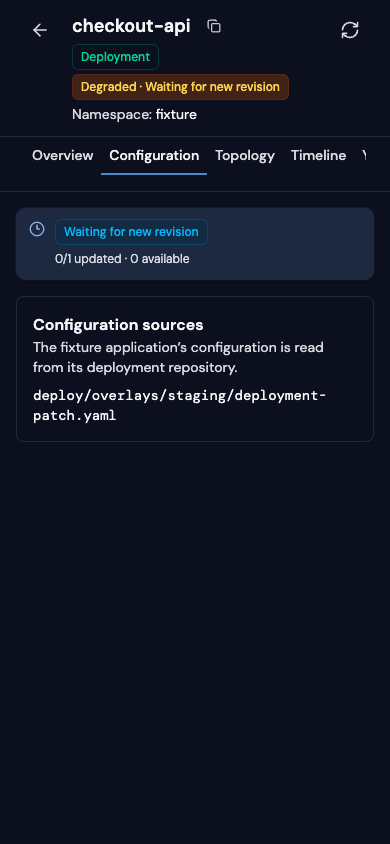 checkout-api
Deployment
Degraded · Waiting for new revision
Namespace: fixture
Overview Configuration Topology Timeline
Waiting for new revision
0/1 updated · 0 available
Configuration sources
The fixture application’s configuration is read
from its deployment repository.
deploy/overlays/staging/deployment-
patch.yaml